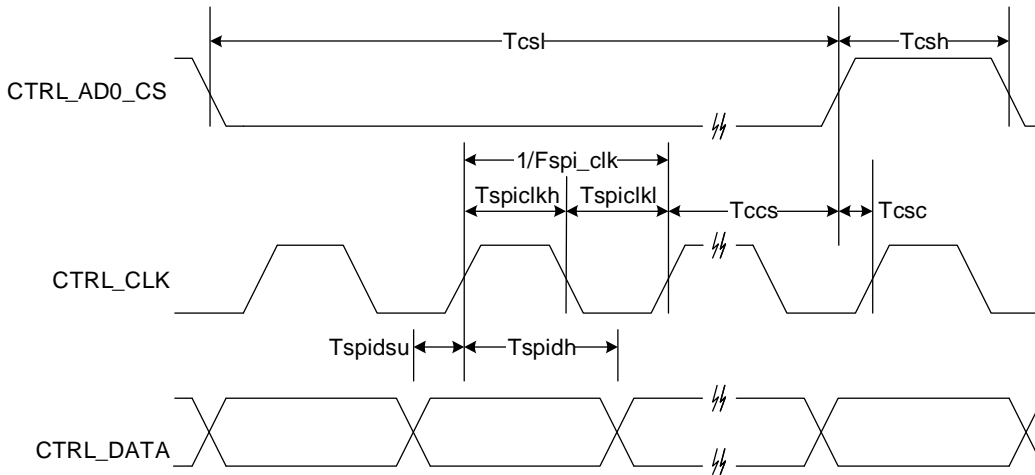 Tcsl
Tcsh
CTRL_AD0_CS
1/Fspi_clk
Tspiclkh
Tspiclkl
Tccs
Tcsc
CTRL_CLK
Tspidsu
Tspidh
CTRL_DATA